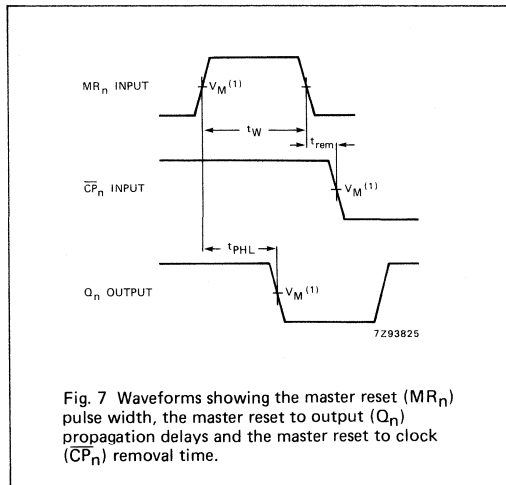 MRn INPUT
VM(1)
tW
trem
CPn INPUT
VM(1)
tPHL
Qn OUTPUT
VM(1)
7Z93825
Fig. 7 Waveforms showing the master reset (MRn)
pulse width, the master reset to output (Qn)
propagation delays and the master reset to clock
(CPn) removal time.